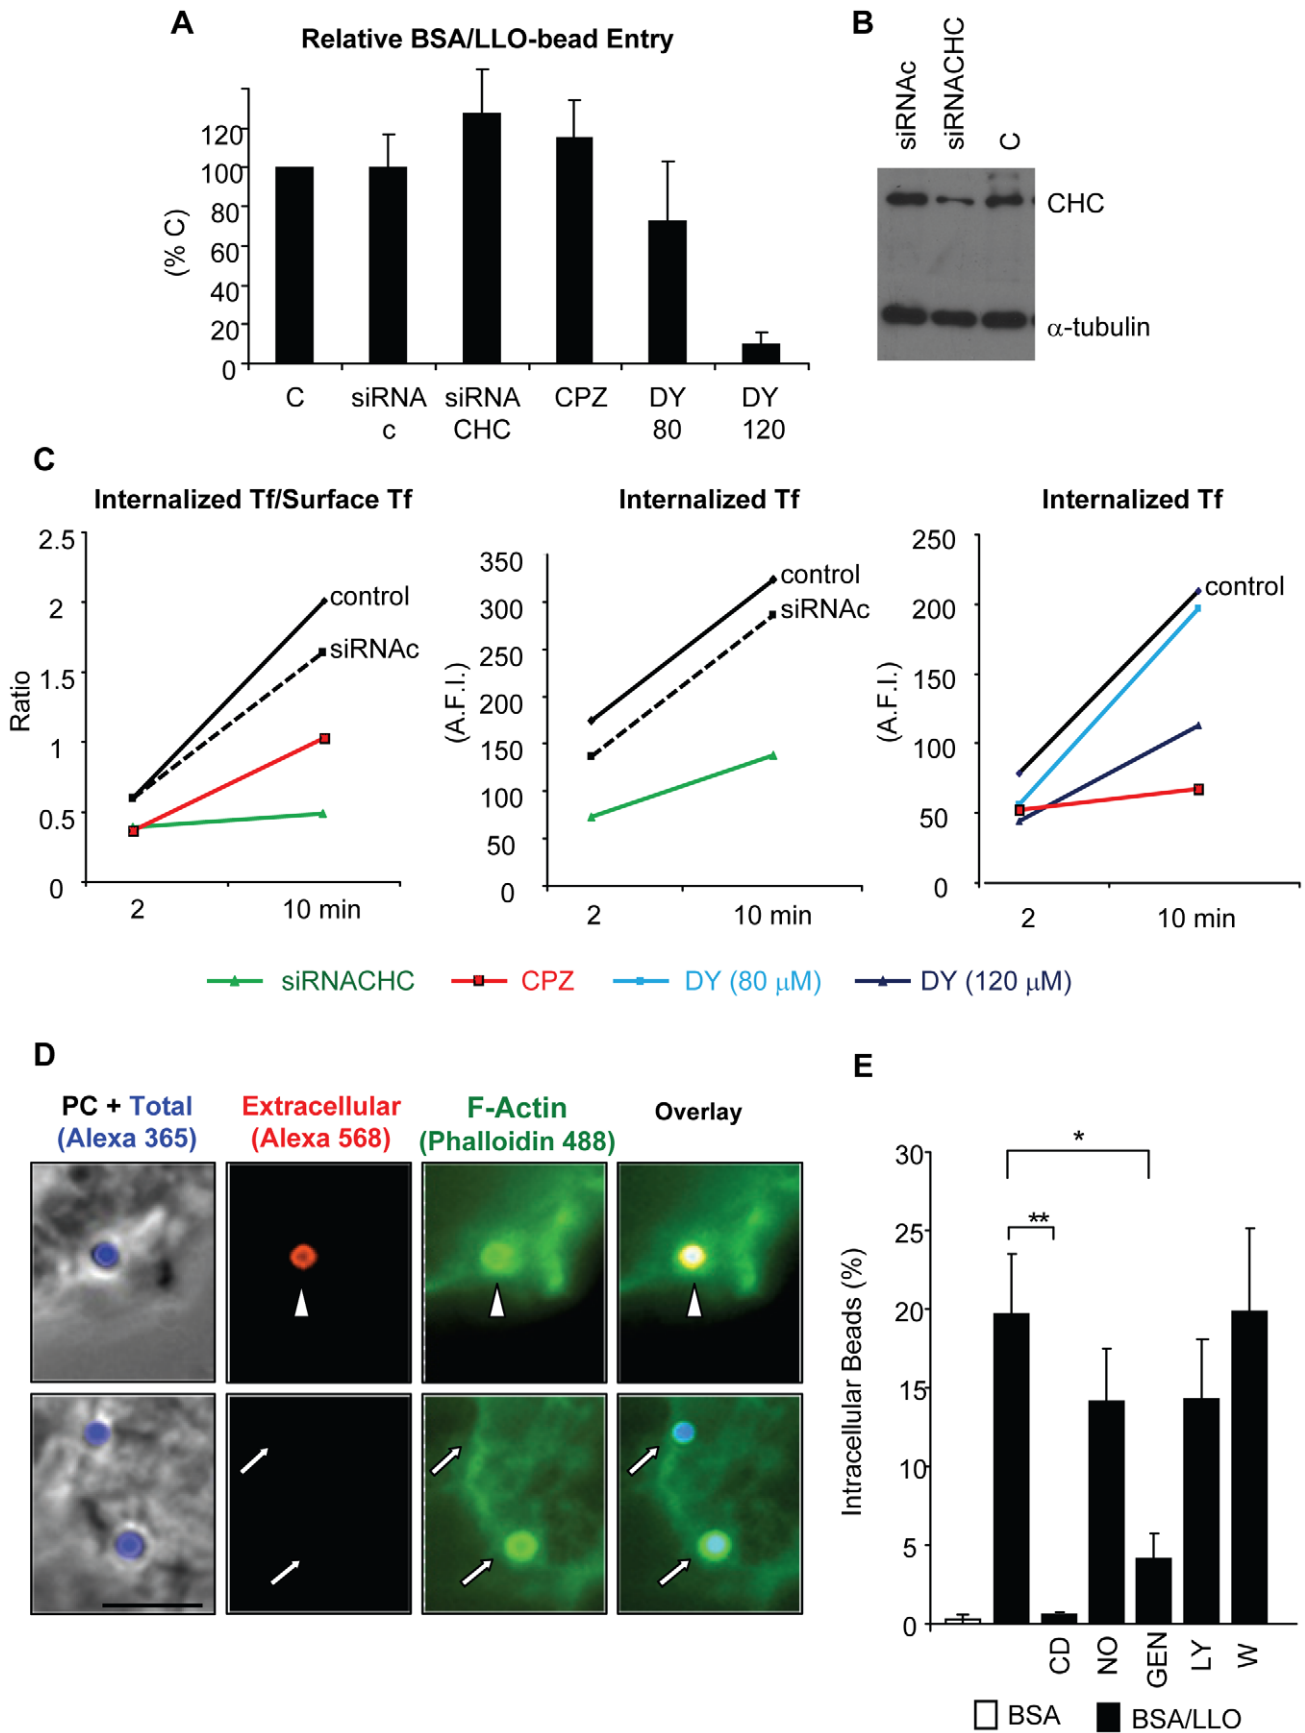 A
Relative BSA/LLO-bead Entry
(% C)
120
100
80
60
40
20
0
C
siRNA
c
siRNA
CHC
CPZ
DY
80
DY
120
B
siRNAc
siRNACHC
C
CHC
α-tubulin
C
Internalized Tf/Surface Tf
Ratio
2.5
2
1.5
1
0.5
0
control
siRNAc
2
10 min
Internalized Tf
(A.F.I.)
350
300
250
200
150
100
50
0
control
siRNAc
2
10 min
Internalized Tf
(A.F.I.)
250
200
150
100
50
0
control
2
10 min
siRNACHC
CPZ
DY (80 μM)
DY (120 μM)
D
PC + Total
(Alexa 365)
Extracellular
(Alexa 568)
F-Actin
(Phalloidin 488)
Overlay
E
Intracellular Beads (%)
30
25
20
15
10
5
0
*
**
CD
NO
GEN
LY
W
BSA
BSA/LLO